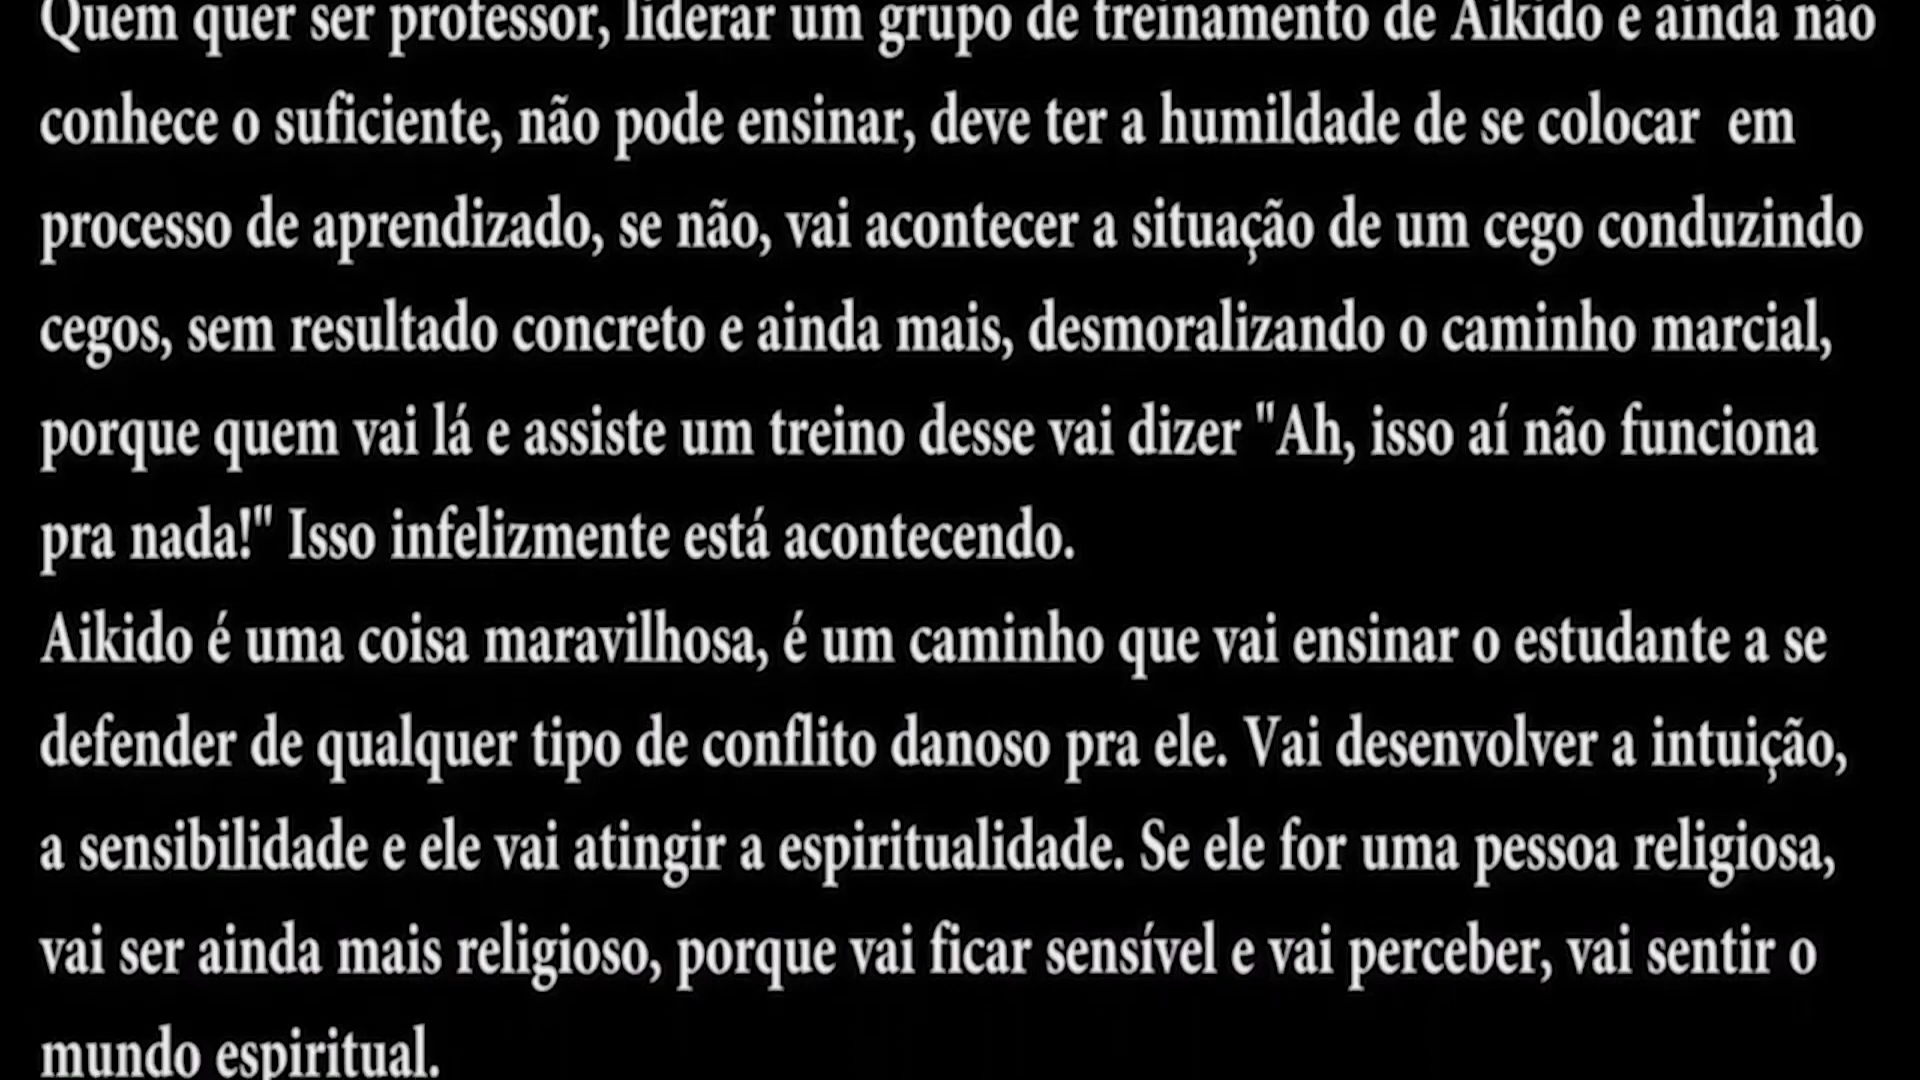 Quem quer ser professor, liderar um grupo de treinamento de Aikido e ainda não
conhece o suficiente, não pode ensinar, deve ter a humildade de se colocar  em
processo de aprendizado, se não, vai acontecer a situação de um cego conduzindo
cegos, sem resultado concreto e ainda mais, desmoralizando o caminho marcial,
porque quem vai lá e assiste um treino desse vai dizer "Ah, isso aí não funciona
pra nada!" Isso infelizmente está acontecendo.
Aikido é uma coisa maravilhosa, é um caminho que vai ensinar o estudante a se
defender de qualquer tipo de conflito danoso pra ele. Vai desenvolver a intuição,
a sensibilidade e ele vai atingir a espiritualidade. Se ele for uma pessoa religiosa,
vai ser ainda mais religioso, porque vai ficar sensível e vai perceber, vai sentir o
mundo espiritual.